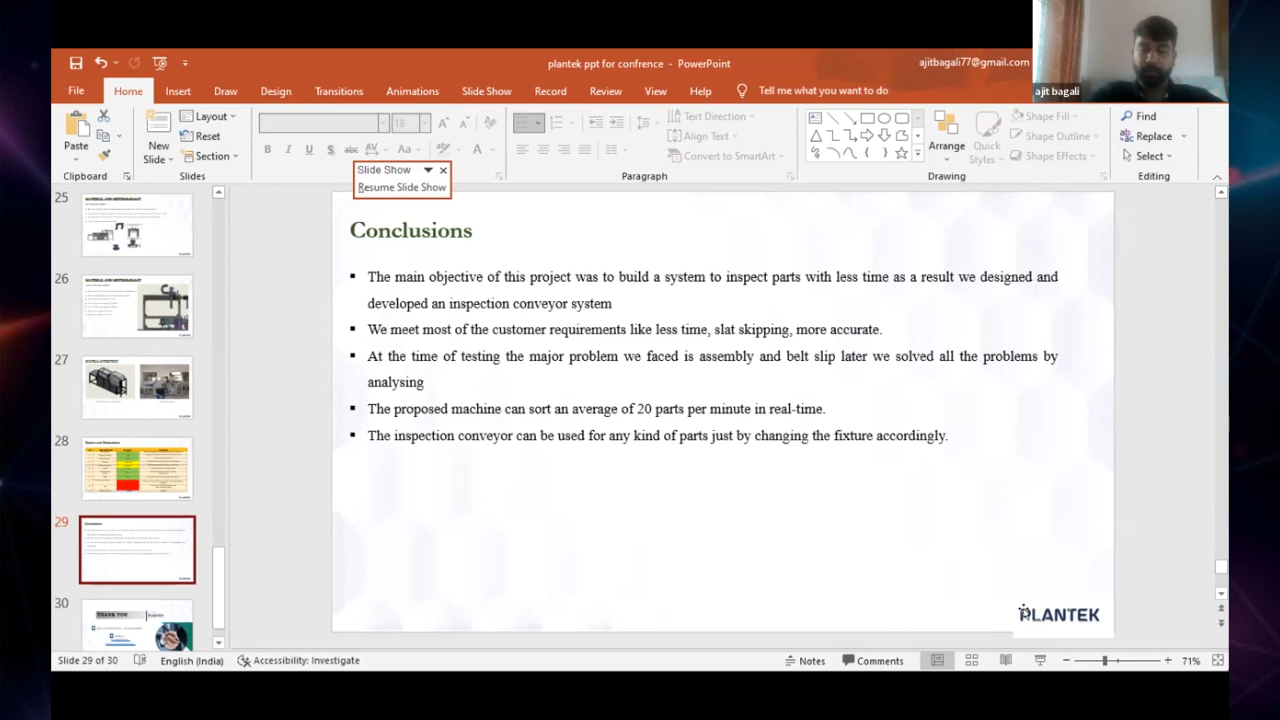 plantek ppt for confrence - PowerPoint
ajitbagali77@gmail.com
ajit bagali
File Home Insert Draw Design Transitions Animations Slide Show Record Review View Help Tell me what you want to do
Paste
Clipboard
New
Slide
Layout
Reset
Section
Slides
18
Slide Show
Resume Slide Show
Text Direction
Align Text
Convert to SmartArt
Paragraph
Arrange
Quick
Styles
Shape Fill
Shape Outline
Shape Effects
Drawing
Find
Replace
Select
Editing
25
26
27
28
29
30
THANK YOU
Conclusions
▪ The main objective of this project was to build a system to inspect parts with less time as a result we designed and
developed an inspection conveyor system
▪ We meet most of the customer requirements like less time, slat skipping, more accurate.
▪ At the time of testing the major problem we faced is assembly and belt slip later we solved all the problems by
analysing
▪ The proposed machine can sort an average of 20 parts per minute in real-time.
▪ The inspection conveyor can be used for any kind of parts just by changing the fixture accordingly.
PLANTEK
Slide 29 of 30 English (India) Accessibility: Investigate Notes Comments 71%